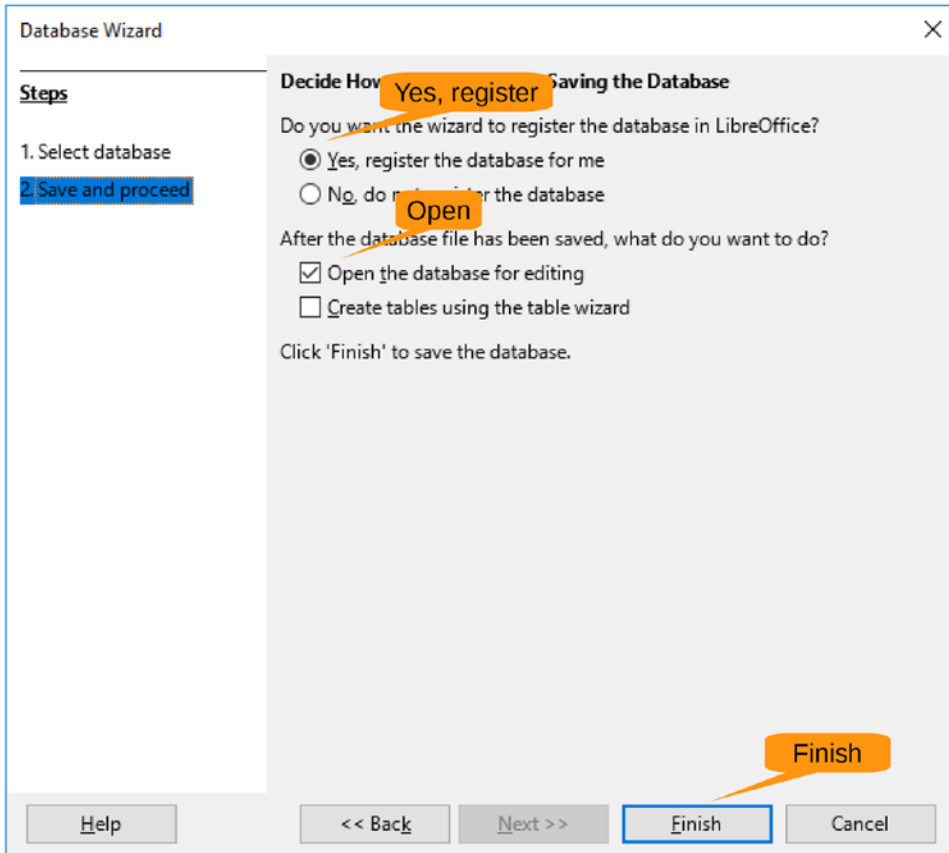 Database Wizard
Steps
1. Select database
2. Save and proceed
Decide How Saving the Database
Yes, register
Do you want the wizard to register the database in LibreOffice?
Yes, register the database for me
No, do the database
Open
After the database file has been saved, what do you want to do?
Open the database for editing
Create tables using the table wizard
Click 'Finish' to save the database.
Finish
Help
<< Back
Next >>
Finish
Cancel